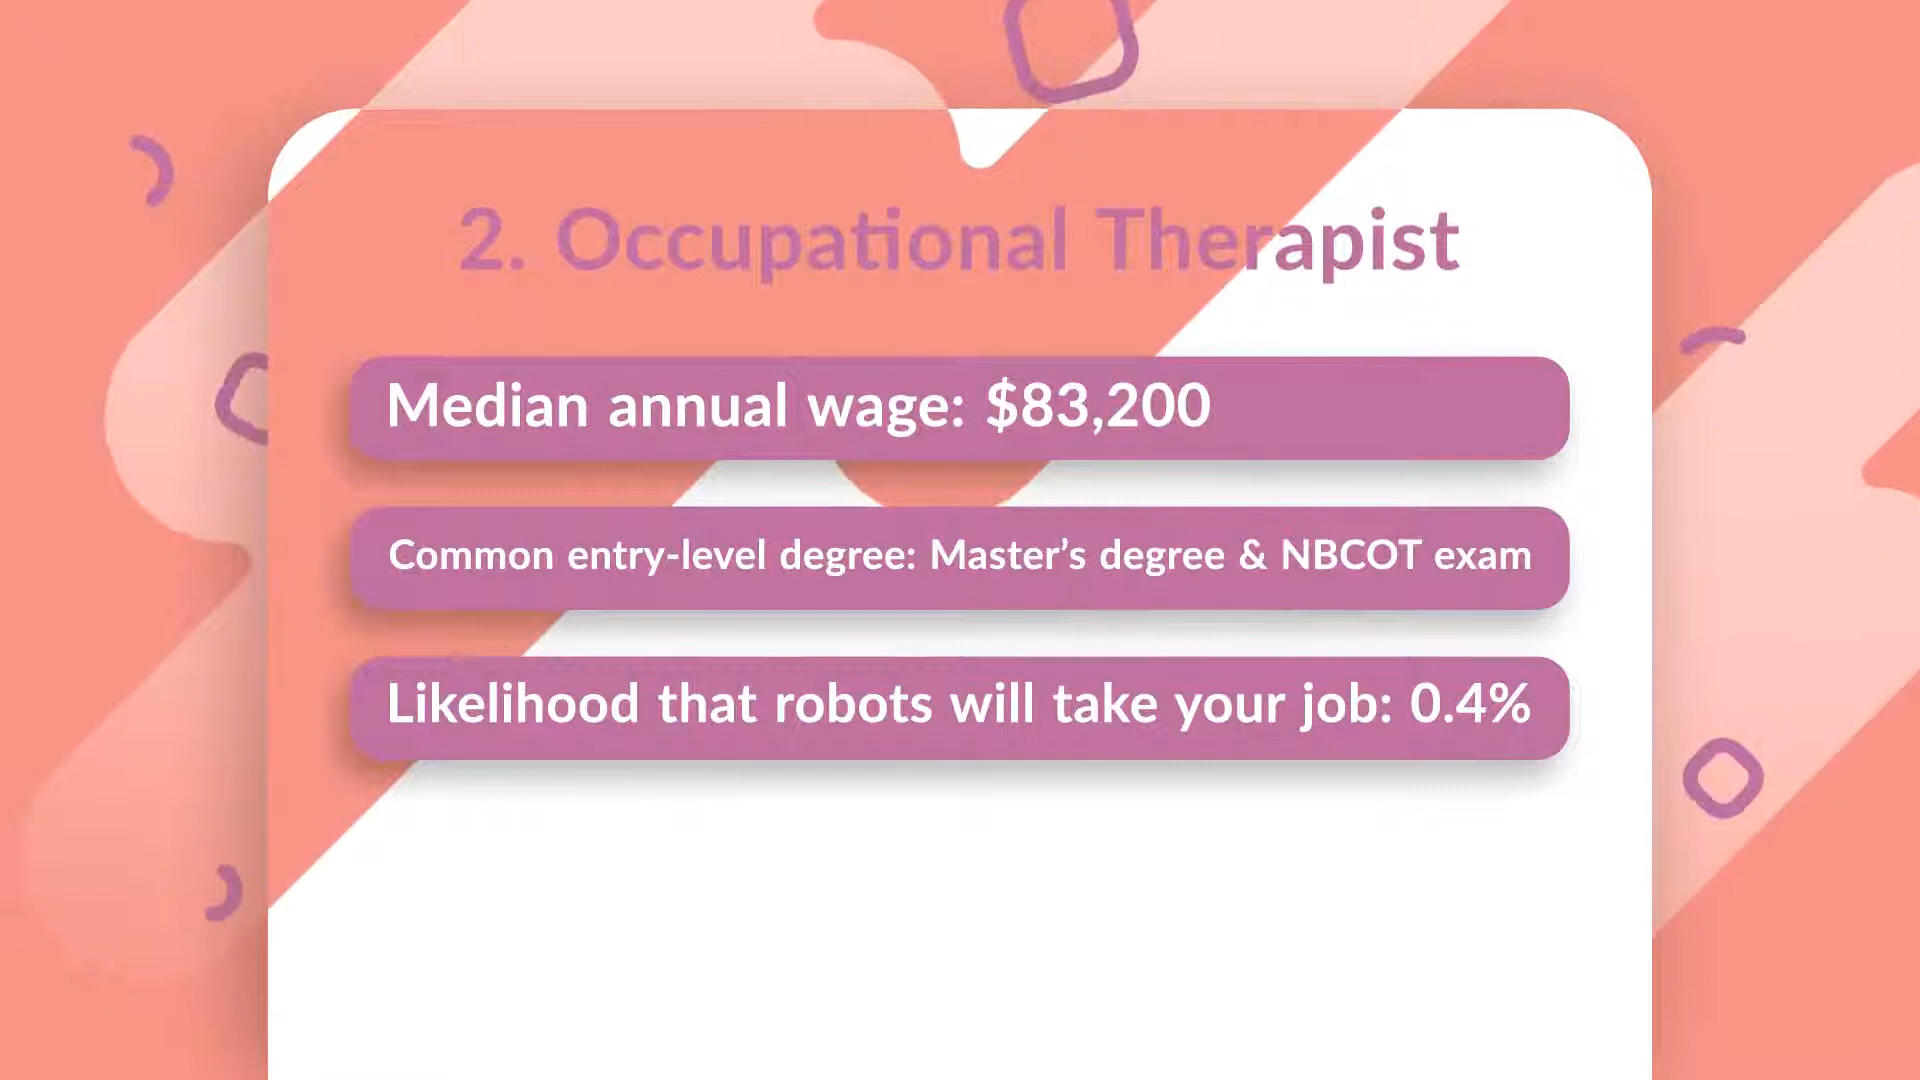 2. Occupational Therapist
Median annual wage: $83,200
Common entry-level degree: Master’s degree & NBCOT exam
Likelihood that robots will take your job: 0.4%